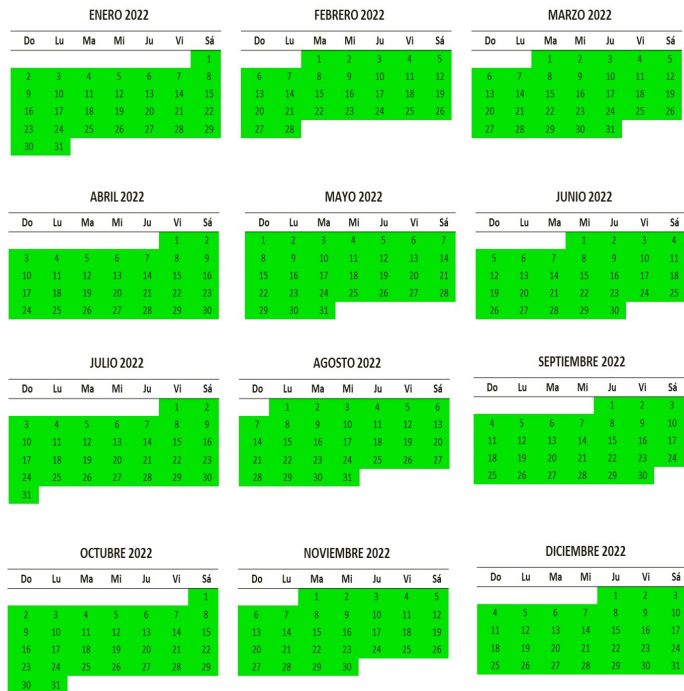 ENERO 2022
Do Lu Ma Mi Ju Vi Sá
1
2 3 4 5 6 7 8
9 10 11 12 13 14 15
16 17 18 19 20 21 22
23 24 25 26 27 28 29
30 31
FEBRERO 2022
Do Lu Ma Mi Ju Vi Sá
1 2 3 4 5
6 7 8 9 10 11 12
13 14 15 16 17 18 19
20 21 22 23 24 25 26
27 28
MARZO 2022
Do Lu Ma Mi Ju Vi Sá
1 2 3 4 5
6 7 8 9 10 11 12
13 14 15 16 17 18 19
20 21 22 23 24 25 26
27 28 29 30 31
ABRIL 2022
Do Lu Ma Mi Ju Vi Sá
1 2
3 4 5 6 7 8 9
10 11 12 13 14 15 16
17 18 19 20 21 22 23
24 25 26 27 28 29 30
MAYO 2022
Do Lu Ma Mi Ju Vi Sá
1 2 3 4 5 6 7
8 9 10 11 12 13 14
15 16 17 18 19 20 21
22 23 24 25 26 27 28
29 30 31
JUNIO 2022
Do Lu Ma Mi Ju Vi Sá
1 2 3 4
5 6 7 8 9 10 11
12 13 14 15 16 17 18
19 20 21 22 23 24 25
26 27 28 29 30
JULIO 2022
Do Lu Ma Mi Ju Vi Sá
1 2
3 4 5 6 7 8 9
10 11 12 13 14 15 16
17 18 19 20 21 22 23
24 25 26 27 28 29 30
31
AGOSTO 2022
Do Lu Ma Mi Ju Vi Sá
1 2 3 4 5 6
7 8 9 10 11 12 13
14 15 16 17 18 19 20
21 22 23 24 25 26 27
28 29 30 31
SEPTIEMBRE 2022
Do Lu Ma Mi Ju Vi Sá
1 2 3
4 5 6 7 8 9 10
11 12 13 14 15 16 17
18 19 20 21 22 23 24
25 26 27 28 29 30
OCTUBRE 2022
Do Lu Ma Mi Ju Vi Sá
1
2 3 4 5 6 7 8
9 10 11 12 13 14 15
16 17 18 19 20 21 22
23 24 25 26 27 28 29
30 31
NOVIEMBRE 2022
Do Lu Ma Mi Ju Vi Sá
1 2 3 4 5
6 7 8 9 10 11 12
13 14 15 16 17 18 19
20 21 22 23 24 25 26
27 28 29 30
DICIEMBRE 2022
Do Lu Ma Mi Ju Vi Sá
1 2 3
4 5 6 7 8 9 10
11 12 13 14 15 16 17
18 19 20 21 22 23 24
25 26 27 28 29 30 31